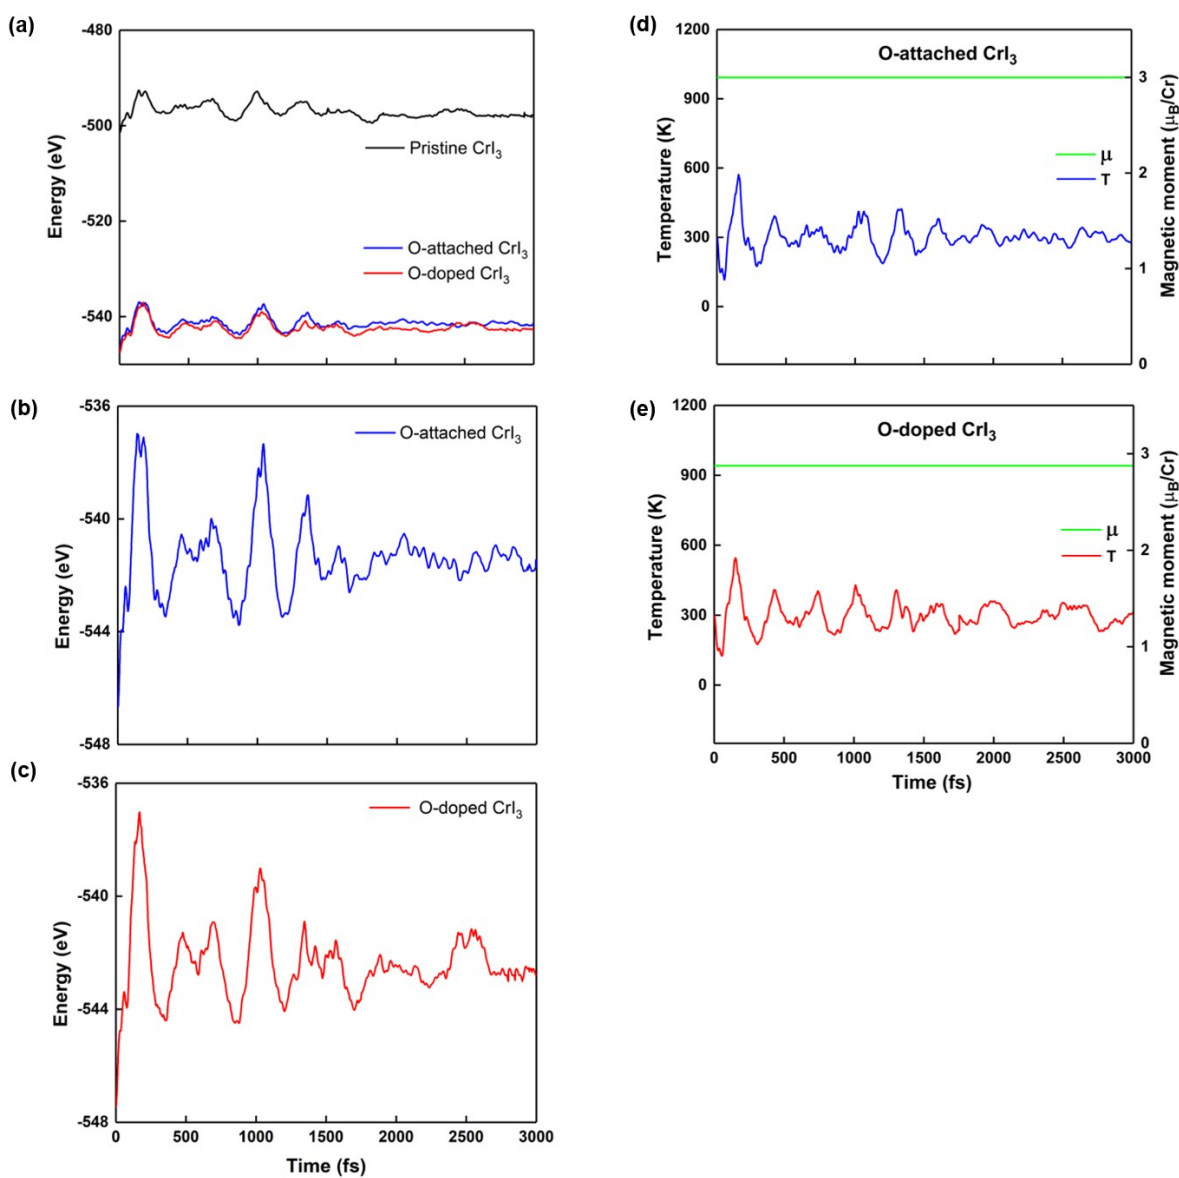 (a)
-480
-500
-520
-540
Energy (eV)
Pristine CrI3
O-attached CrI3
O-doped CrI3
(b)
-536
-540
-544
-548
Energy (eV)
O-attached CrI3
(c)
-536
-540
-544
-548
Energy (eV)
O-doped CrI3
0 500 1000 1500 2000 2500 3000
Time (fs)
(d)
1200
900
600
300
0
Temperature (K)
O-attached CrI3
μ
T
3
2
1
0
Magnetic moment (μB/Cr)
(e)
1200
900
600
300
0
Temperature (K)
O-doped CrI3
μ
T
3
2
1
0
Magnetic moment (μB/Cr)
0 500 1000 1500 2000 2500 3000
Time (fs)